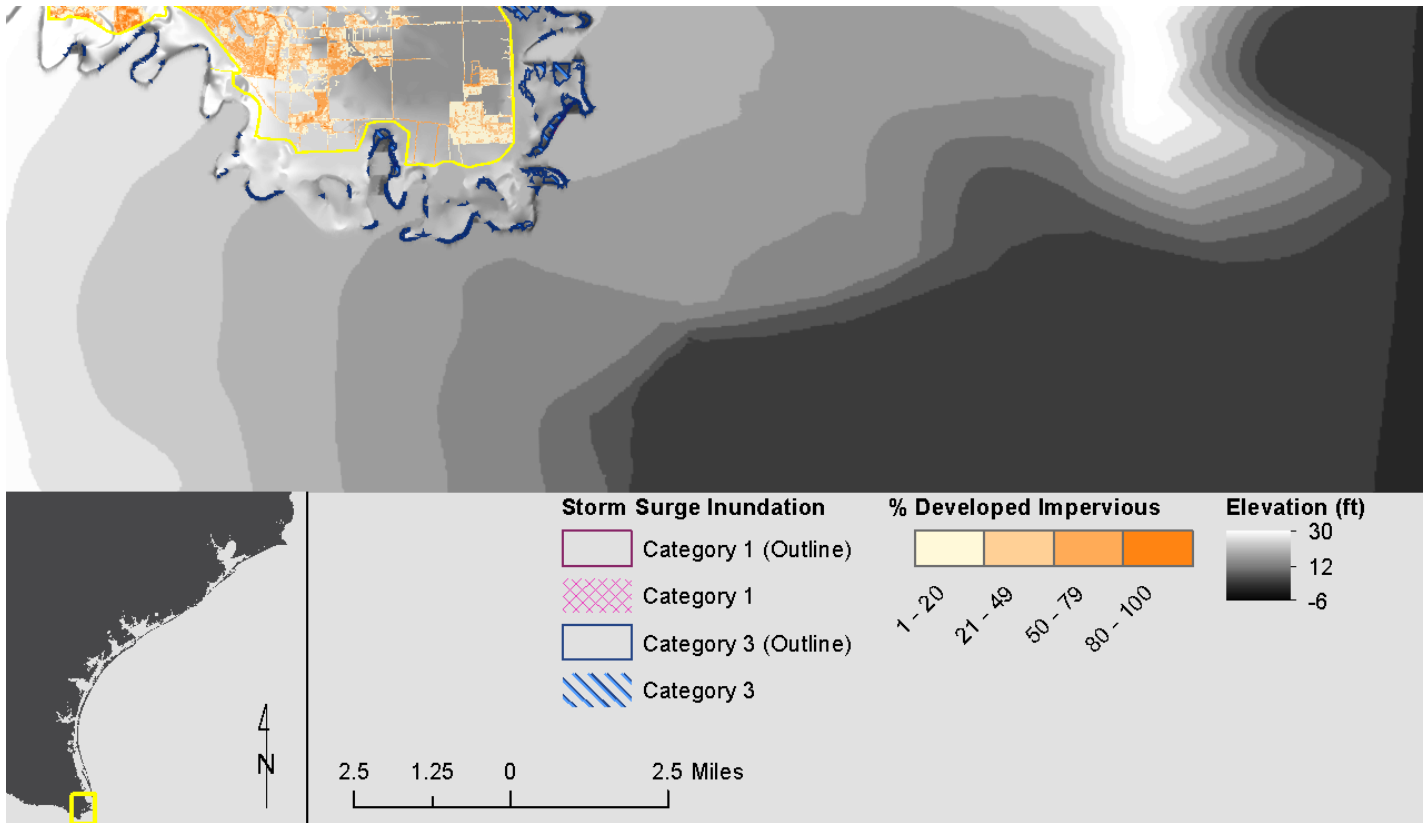 Storm Surge Inundation
Category 1 (Outline)
Category 1
Category 3 (Outline)
Category 3
% Developed Impervious
1 - 20
21 - 49
50 - 79
80 - 100
Elevation (ft)
30
12
-6
N
2.5 1.25 0 2.5 Miles